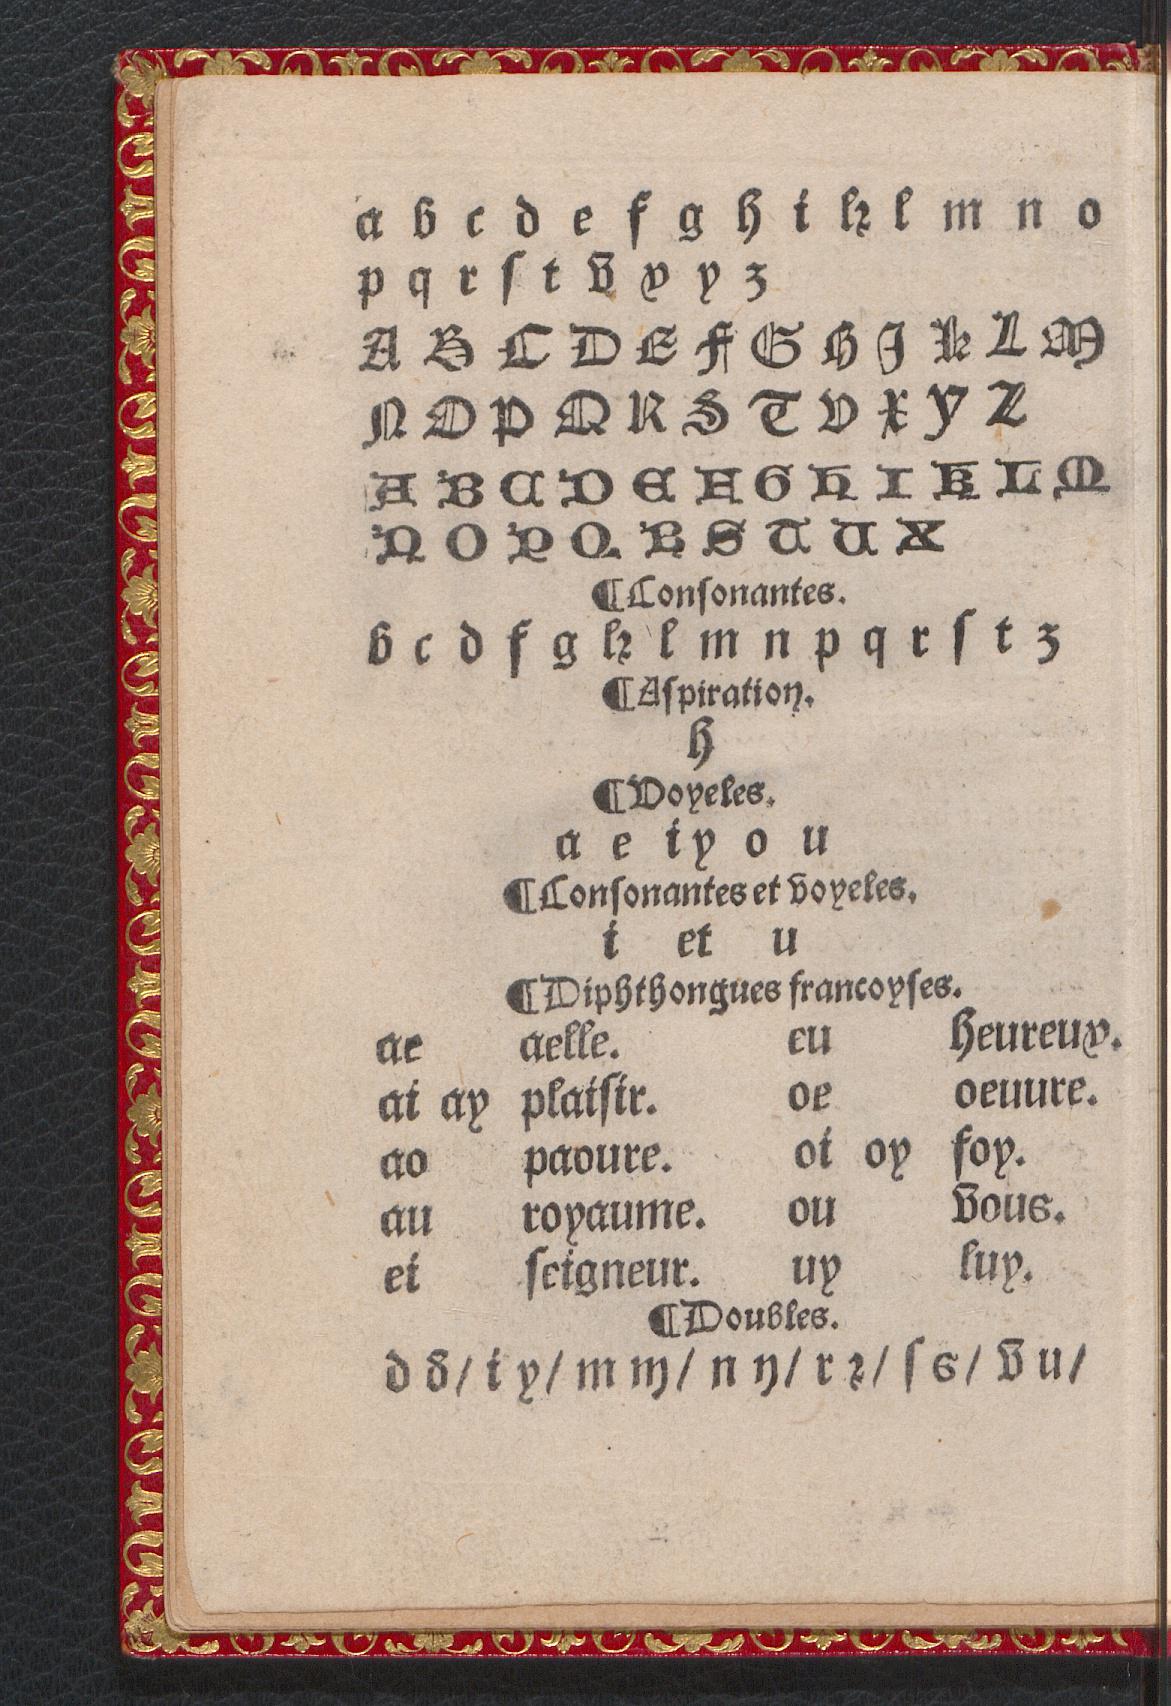 a b c d e f g h i k l m n o
p q r ſ t v x y z
A B C D E F G H I K L M
N O P Q R S T V X Y Z
A B C D E F G H I K L M
N O P Q R S T U X
¶Conſonantes.
b c d f g k l m n p q r ſ t z
¶Aſpiration.
h
¶Voyeles.
a e i y o u
¶Conſonantes et voyeles.
i et u
¶Diphthongues francoyſes.
ae aelle. eu heureux.
ai ay plaiſir. oe oeuure.
ao paoure. oi oy foy.
au royaume. ou vous.
ei ſeigneur. uy luy.
¶Doubles.
d d/ i y/ m m/ n n/ r ꝛ/ ſ s/ v u/